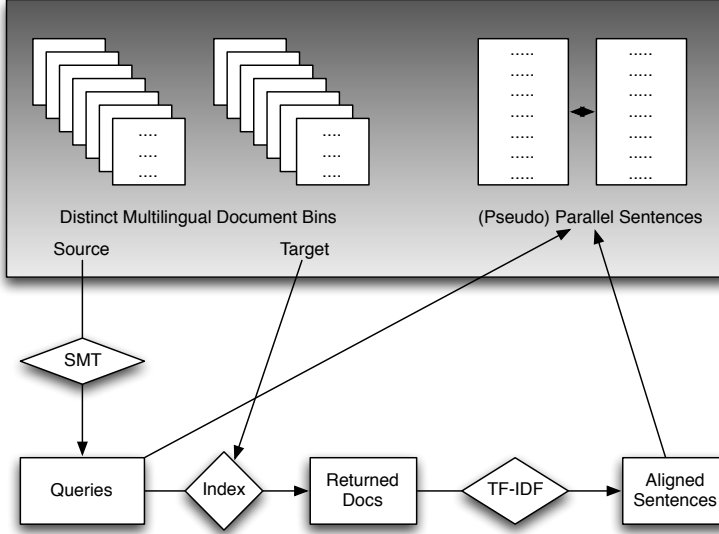 .... ....
.... ....
.... ....
..... .....
..... .....
..... .....
..... .....
..... .....
..... .....
..... .....
Distinct Multilingual Document Bins
(Pseudo) Parallel Sentences
Source
Target
SMT
Queries
Index
Returned
Docs
TF-IDF
Aligned
Sentences